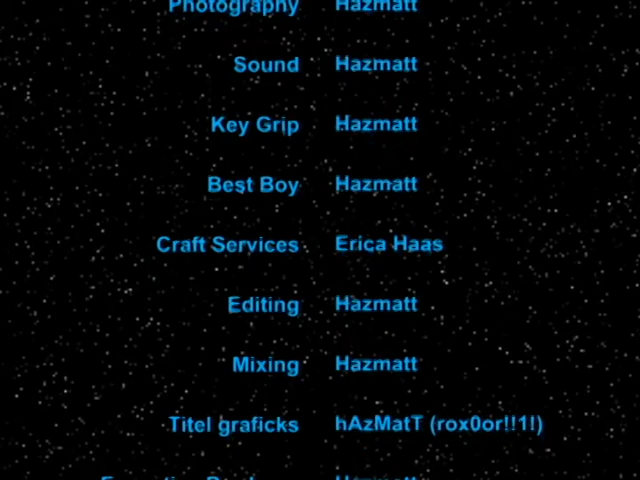 Photography Hazmatt
Sound Hazmatt
Key Grip Hazmatt
Best Boy Hazmatt
Craft Services Erica Haas
Editing Hazmatt
Mixing Hazmatt
Titel graficks hAzMatT (rox0or!!1!)
Hazmatt